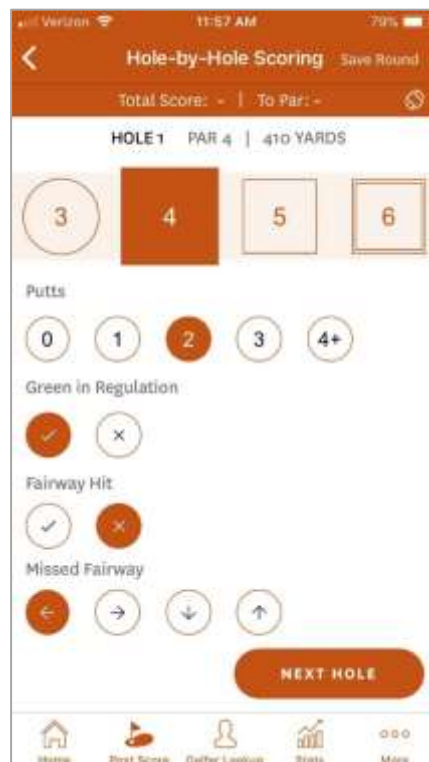 Verizon 11:57 AM 79%
Hole-by-Hole Scoring Save Round
Total Score: - | To Par: -
HOLE 1 PAR 4 | 410 YARDS
3 4 5 6
Putts
0 1 2 3 4+
Green in Regulation
Fairway Hit
Missed Fairway
NEXT HOLE
Home Post Score Golfer Lookup Stats More